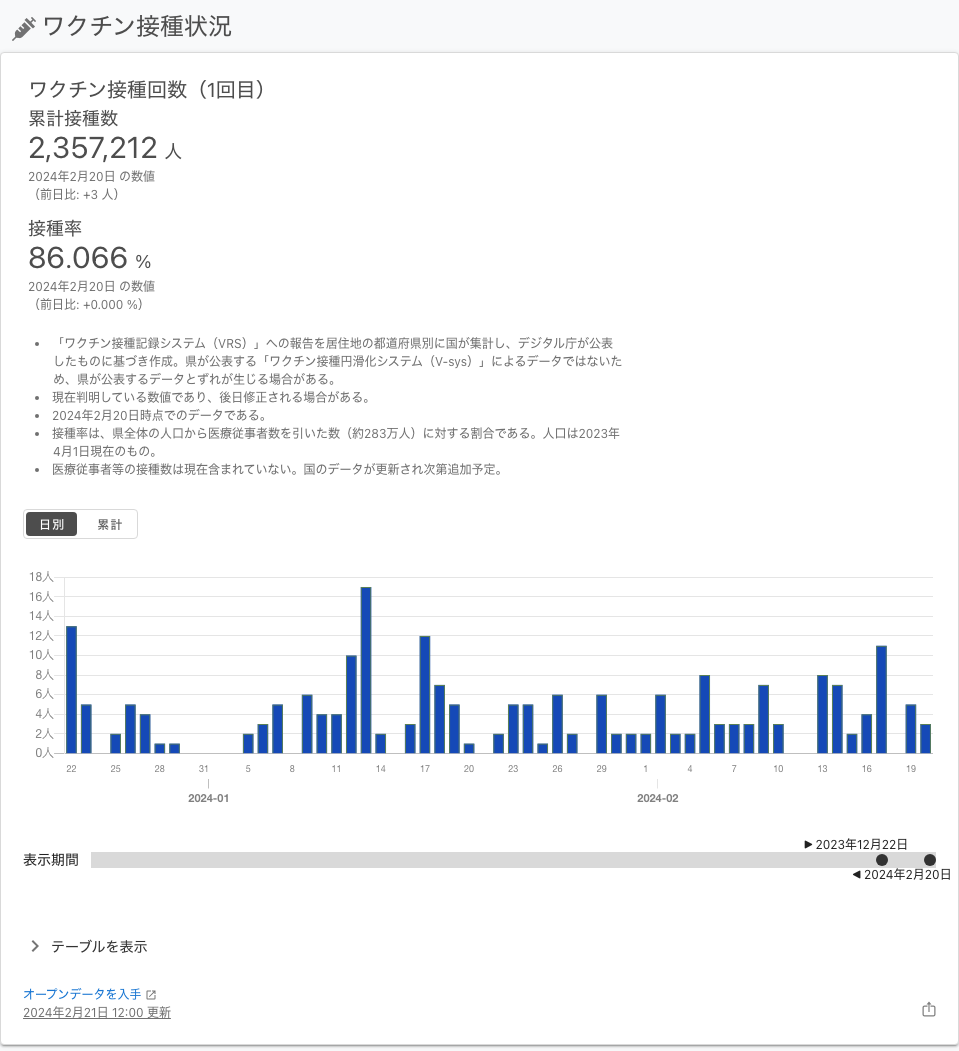 ワクチン接種状況
ワクチン接種回数（1回目）
累計接種数
2,357,212 人
2024年2月20日 の数値
（前日比: +3 人）
接種率
86.066 %
2024年2月20日 の数値
（前日比: +0.000 %）
• 「ワクチン接種記録システム（VRS）」への報告を居住地の都道府県別に国が集計し、デジタル庁が公表
したものに基づき作成。県が公表する「ワクチン接種円滑化システム（V-sys）」によるデータではないた
め、県が公表するデータとずれが生じる場合がある。
• 現在判明している数値であり、後日修正される場合がある。
• 2024年2月20日時点でのデータである。
• 接種率は、県全体の人口から医療従事者数を引いた数（約283万人）に対する割合である。人口は2023年
4月1日現在のもの。
• 医療従事者等の接種数は現在含まれていない。国のデータが更新され次第追加予定。
日別 累計
18人
16人
14人
12人
10人
8人
6人
4人
2人
0人
22 25 28 31 5 8 11 14 17 20 23 26 29 1 4 7 10 13 16 19
2024-01 2024-02
▶ 2023年12月22日
表示期間
◀ 2024年2月20日
テーブルを表示
オープンデータを入手
2024年2月21日 12:00 更新